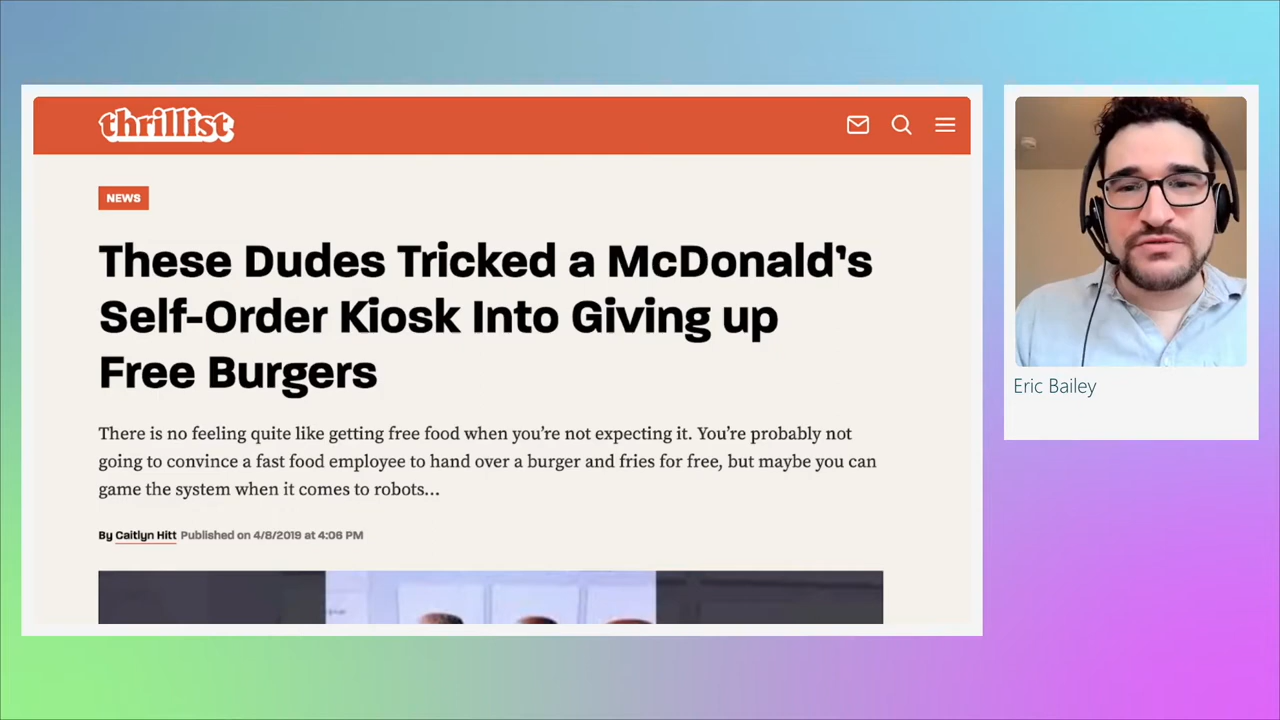 thrillist
NEWS
These Dudes Tricked a McDonald's
Self-Order Kiosk Into Giving up
Free Burgers
There is no feeling quite like getting free food when you’re not expecting it. You’re probably not
going to convince a fast food employee to hand over a burger and fries for free, but maybe you can
game the system when it comes to robots…
By Caitlyn Hitt Published on 4/8/2019 at 4:06 PM
Eric Bailey